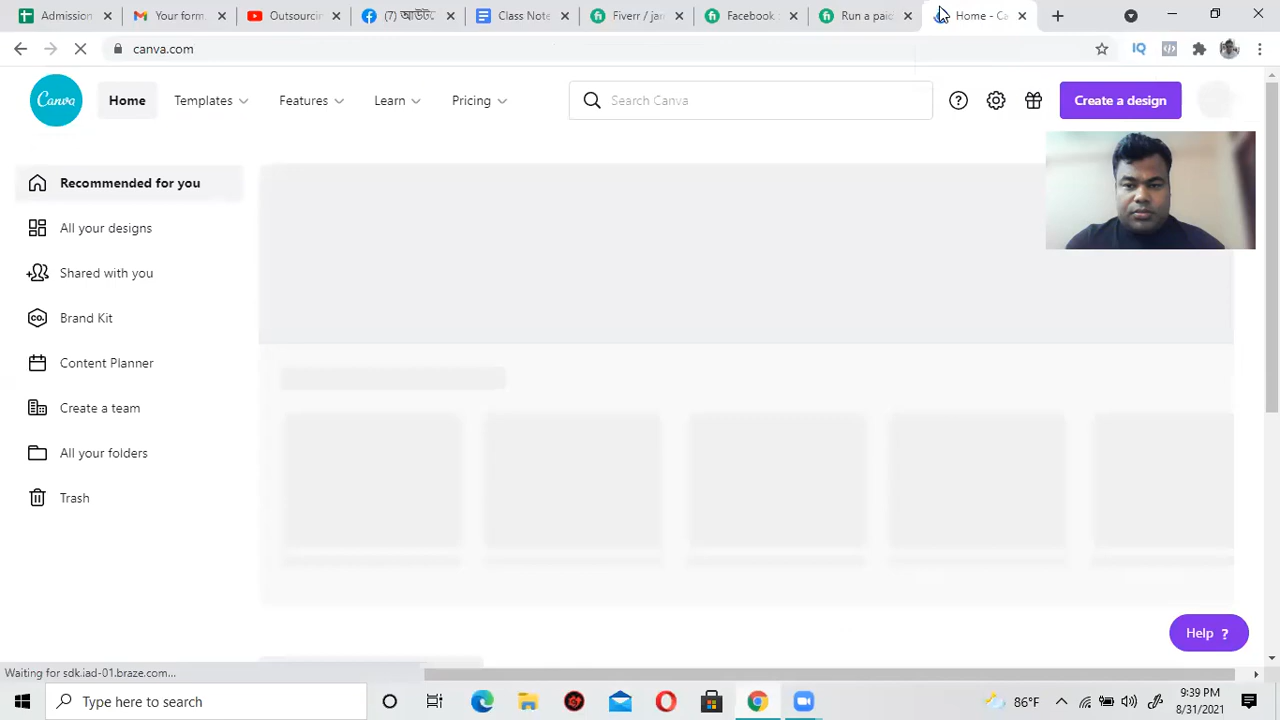 Admission
Your form
Outsourcin
Class Note
Fiverr / jar
Facebook
Run a paid
Home - Ca
canva.com
Canva
Home
Templates
Features
Learn
Pricing
Search Canva
Create a design
Recommended for you
All your designs
Shared with you
Brand Kit
Content Planner
Create a team
All your folders
Trash
Help ?
Waiting for sdk.iad-01.braze.com...
Type here to search
86°F
9:39 PM
8/31/2021